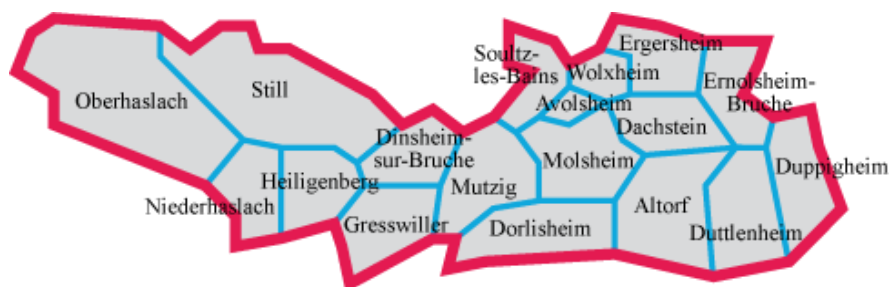 Ergersheim
Soultz-
les-Bains
Wolxheim
Ernolsheim-
Bruche
Oberhaslach
Still
Avolsheim
Dachstein
Dinsheim-
sur-Bruche
Molsheim
Duppigheim
Heiligenberg
Mutzig
Niederhaslach
Altorf
Gresswiller
Dorlisheim
Duttlenheim